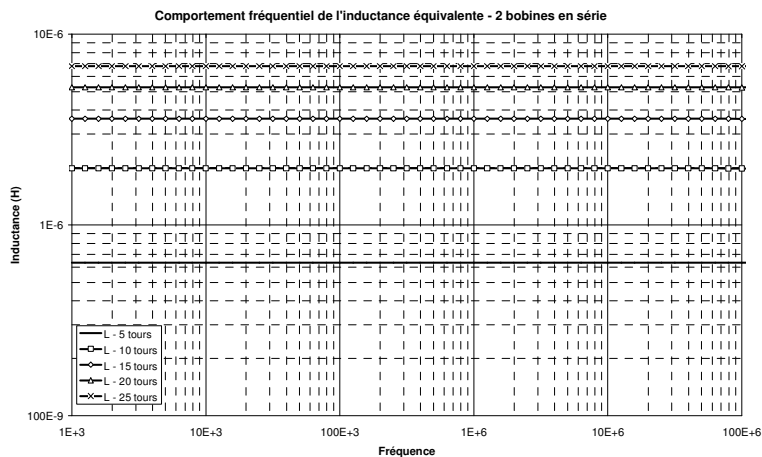 Comportement fréquentiel de l'inductance équivalente - 2 bobines en série
10E-6
1E-6
100E-9
Inductance (H)
L - 5 tours
L - 10 tours
L - 15 tours
L - 20 tours
L - 25 tours
1E+3
10E+3
100E+3
1E+6
10E+6
100E+6
Fréquence